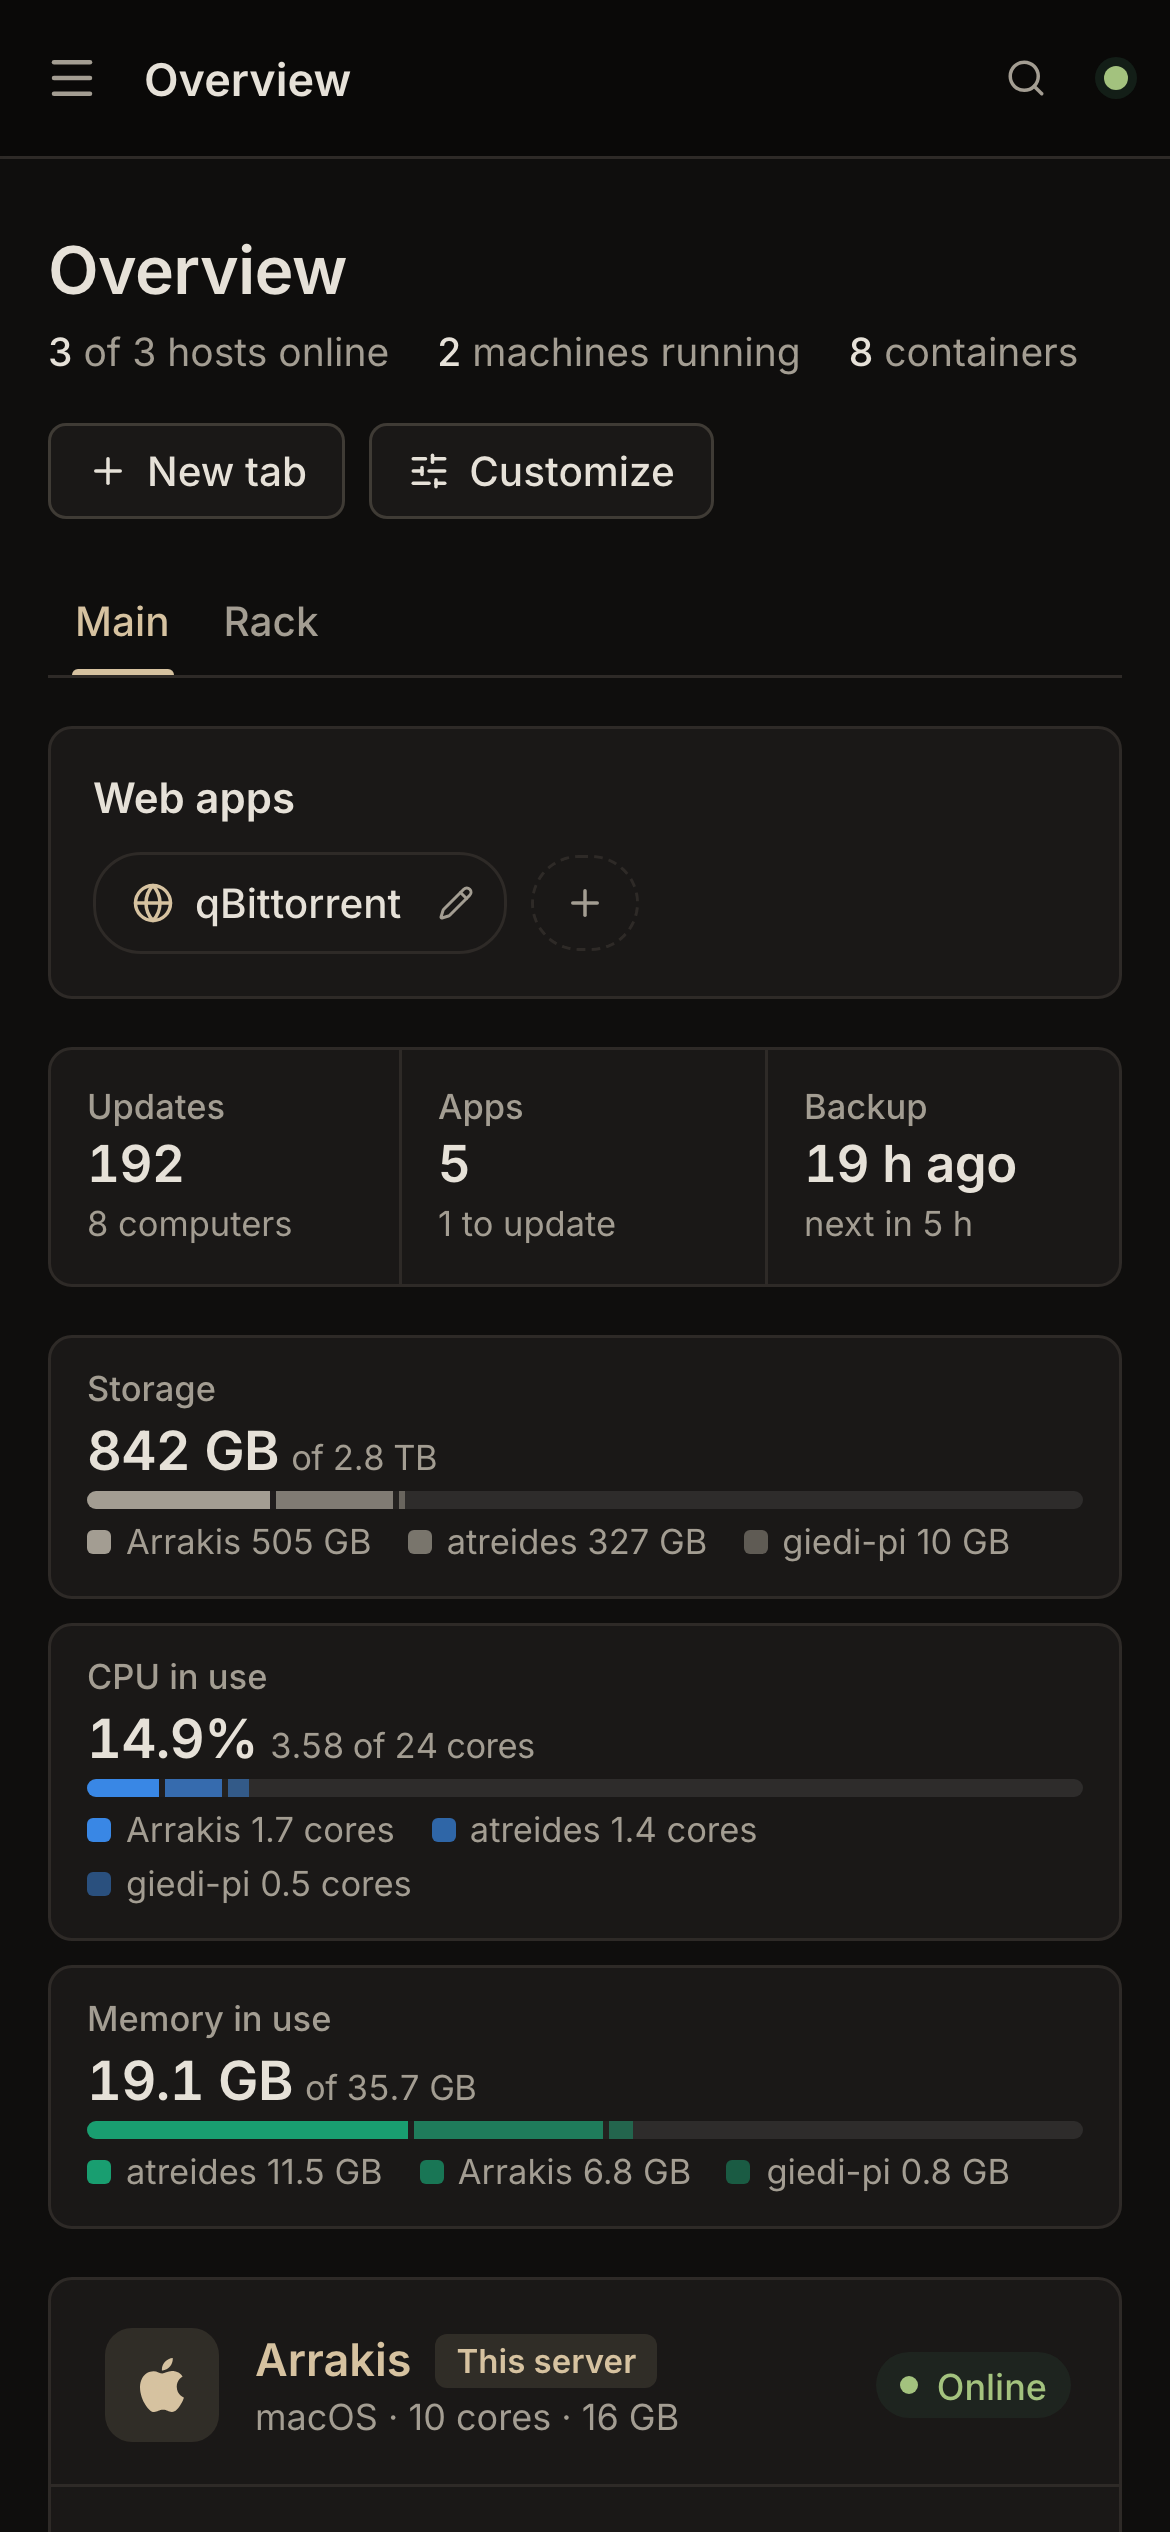 Overview
Overview
3 of 3 hosts online 2 machines running 8 containers
New tab Customize
Main Rack
Web apps
qBittorrent
Updates Apps Backup
192 5 19 h ago
8 computers 1 to update next in 5 h
Storage
842 GB of 2.8 TB
Arrakis 505 GB atreides 327 GB giedi-pi 10 GB
CPU in use
14.9% 3.58 of 24 cores
Arrakis 1.7 cores atreides 1.4 cores
giedi-pi 0.5 cores
Memory in use
19.1 GB of 35.7 GB
atreides 11.5 GB Arrakis 6.8 GB giedi-pi 0.8 GB
Arrakis This server
Online
macOS · 10 cores · 16 GB